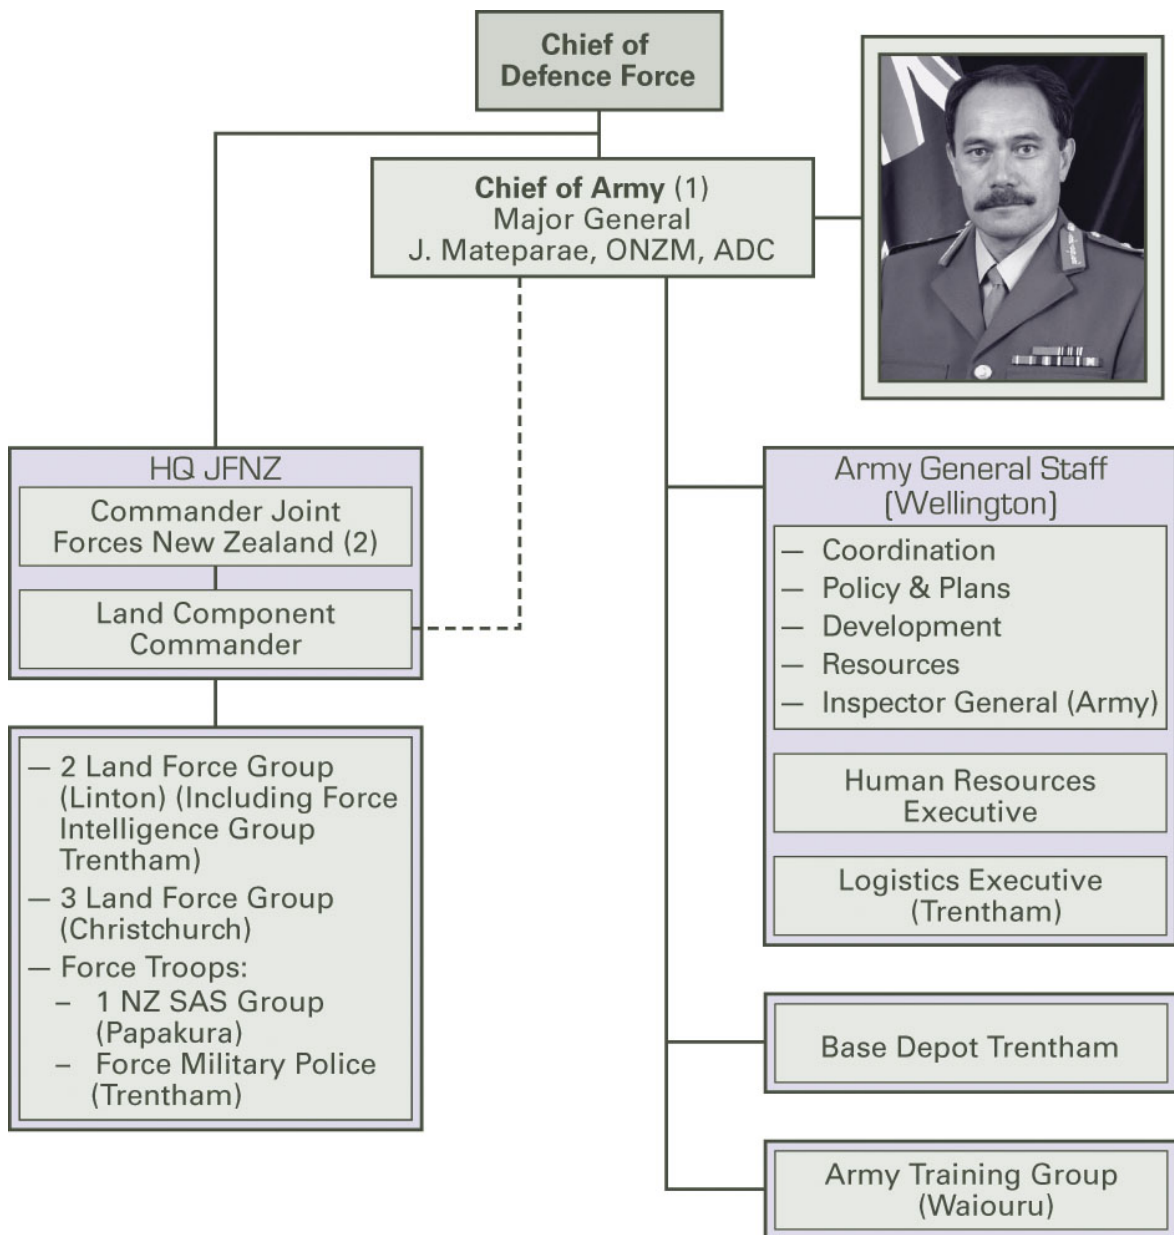 Chief of
Defence Force
Chief of Army (1)
Major General
J. Mateparae, ONZM, ADC
HQ JFNZ
Commander Joint
Forces New Zealand (2)
Land Component
Commander
— 2 Land Force Group
(Linton) (Including Force
Intelligence Group
Trentham)
— 3 Land Force Group
(Christchurch)
— Force Troops:
– 1 NZ SAS Group
(Papakura)
– Force Military Police
(Trentham)
Army General Staff
(Wellington)
— Coordination
— Policy & Plans
— Development
— Resources
— Inspector General (Army)
Human Resources
Executive
Logistics Executive
(Trentham)
Base Depot Trentham
Army Training Group
(Waiouru)